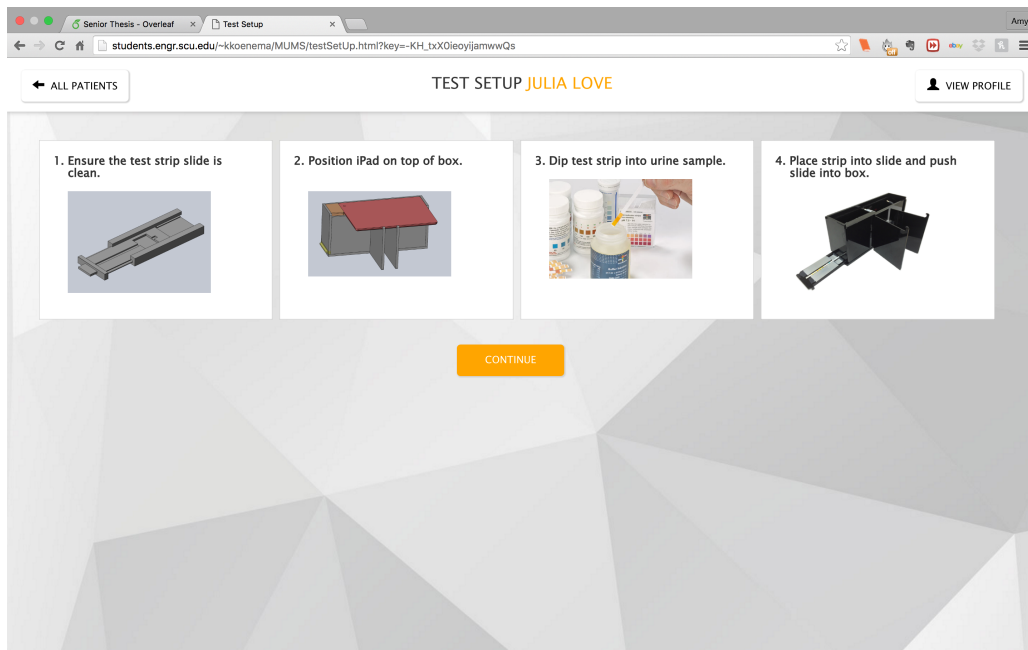 Senior Thesis - Overleaf
Test Setup
Amy
students.engr.scu.edu/~kkoenema/MUMS/testSetUp.html?key=-KH_txX0ieoyijamwwQs
off
ebay
ALL PATIENTS
TEST SETUP JULIA LOVE
VIEW PROFILE
1. Ensure the test strip slide is
clean.
2. Position iPad on top of box.
3. Dip test strip into urine sample.
4. Place strip into slide and push
slide into box.
CONTINUE